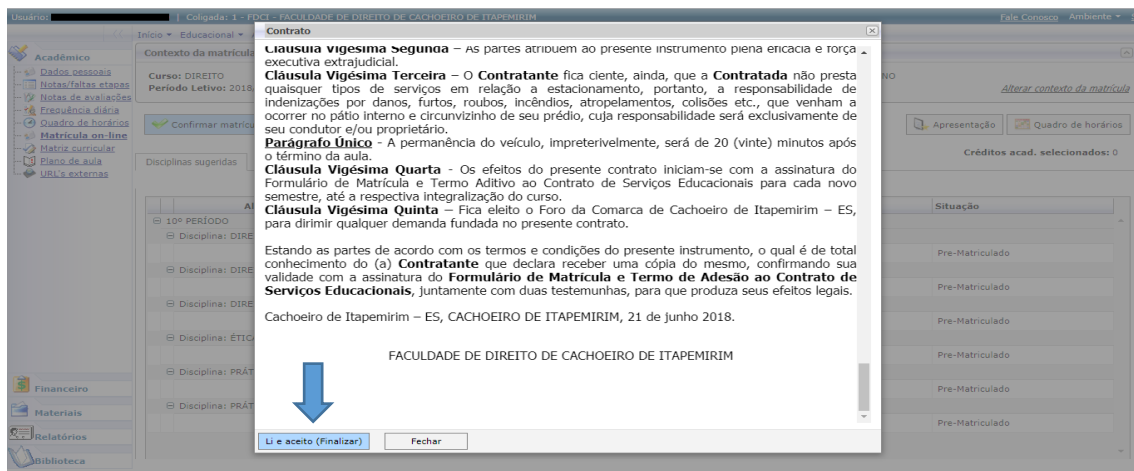 Usuário: | Coligada: 1 - FDCI - FACULDADE DE DIREITO DE CACHOEIRO DE ITAPEMIRIM
Fale Conosco Ambiente
Início Educacional
Acadêmico
Dados pessoais
Notas/faltas etapas
Notas de avaliações
Frequência diária
Quadro de horários
Matrícula on-line
Matriz curricular
Plano de aula
URL's externas
Financeiro
Materiais
Relatórios
Biblioteca
Contexto da matrícula
Curso: DIREITO
Período Letivo: 2018
NO
Alterar contexto da matrícula
Confirmar matrícu
Apresentação
Quadro de horários
Disciplinas sugeridas
Créditos acad. selecionados: 0
Al
Situação
10º PERÍODO
Disciplina: DIRE
Pre-Matriculado
Disciplina: DIRE
Pre-Matriculado
Disciplina: DIRE
Pre-Matriculado
Disciplina: ÉTIC
Pre-Matriculado
Disciplina: PRÁT
Pre-Matriculado
Disciplina: PRÁT
Pre-Matriculado
Contrato
Cláusula Vigésima Segunda – As partes atribuem ao presente instrumento plena eficácia e força
executiva extrajudicial.
Cláusula Vigésima Terceira – O Contratante fica ciente, ainda, que a Contratada não presta
quaisquer tipos de serviços em relação a estacionamento, portanto, a responsabilidade de
indenizações por danos, furtos, roubos, incêndios, atropelamentos, colisões etc., que venham a
ocorrer no pátio interno e circunvizinho de seu prédio, cuja responsabilidade será exclusivamente de
seu condutor e/ou proprietário.
Parágrafo Único - A permanência do veículo, impreterivelmente, será de 20 (vinte) minutos após
o término da aula.
Cláusula Vigésima Quarta - Os efeitos do presente contrato iniciam-se com a assinatura do
Formulário de Matrícula e Termo Aditivo ao Contrato de Serviços Educacionais para cada novo
semestre, até a respectiva integralização do curso.
Cláusula Vigésima Quinta – Fica eleito o Foro da Comarca de Cachoeiro de Itapemirim – ES,
para dirimir qualquer demanda fundada no presente contrato.
Estando as partes de acordo com os termos e condições do presente instrumento, o qual é de total
conhecimento do (a) Contratante que declara receber uma cópia do mesmo, confirmando sua
validade com a assinatura do Formulário de Matrícula e Termo de Adesão ao Contrato de
Serviços Educacionais, juntamente com duas testemunhas, para que produza seus efeitos legais.
Cachoeiro de Itapemirim – ES, CACHOEIRO DE ITAPEMIRIM, 21 de junho 2018.
FACULDADE DE DIREITO DE CACHOEIRO DE ITAPEMIRIM
Li e aceito (Finalizar)
Fechar